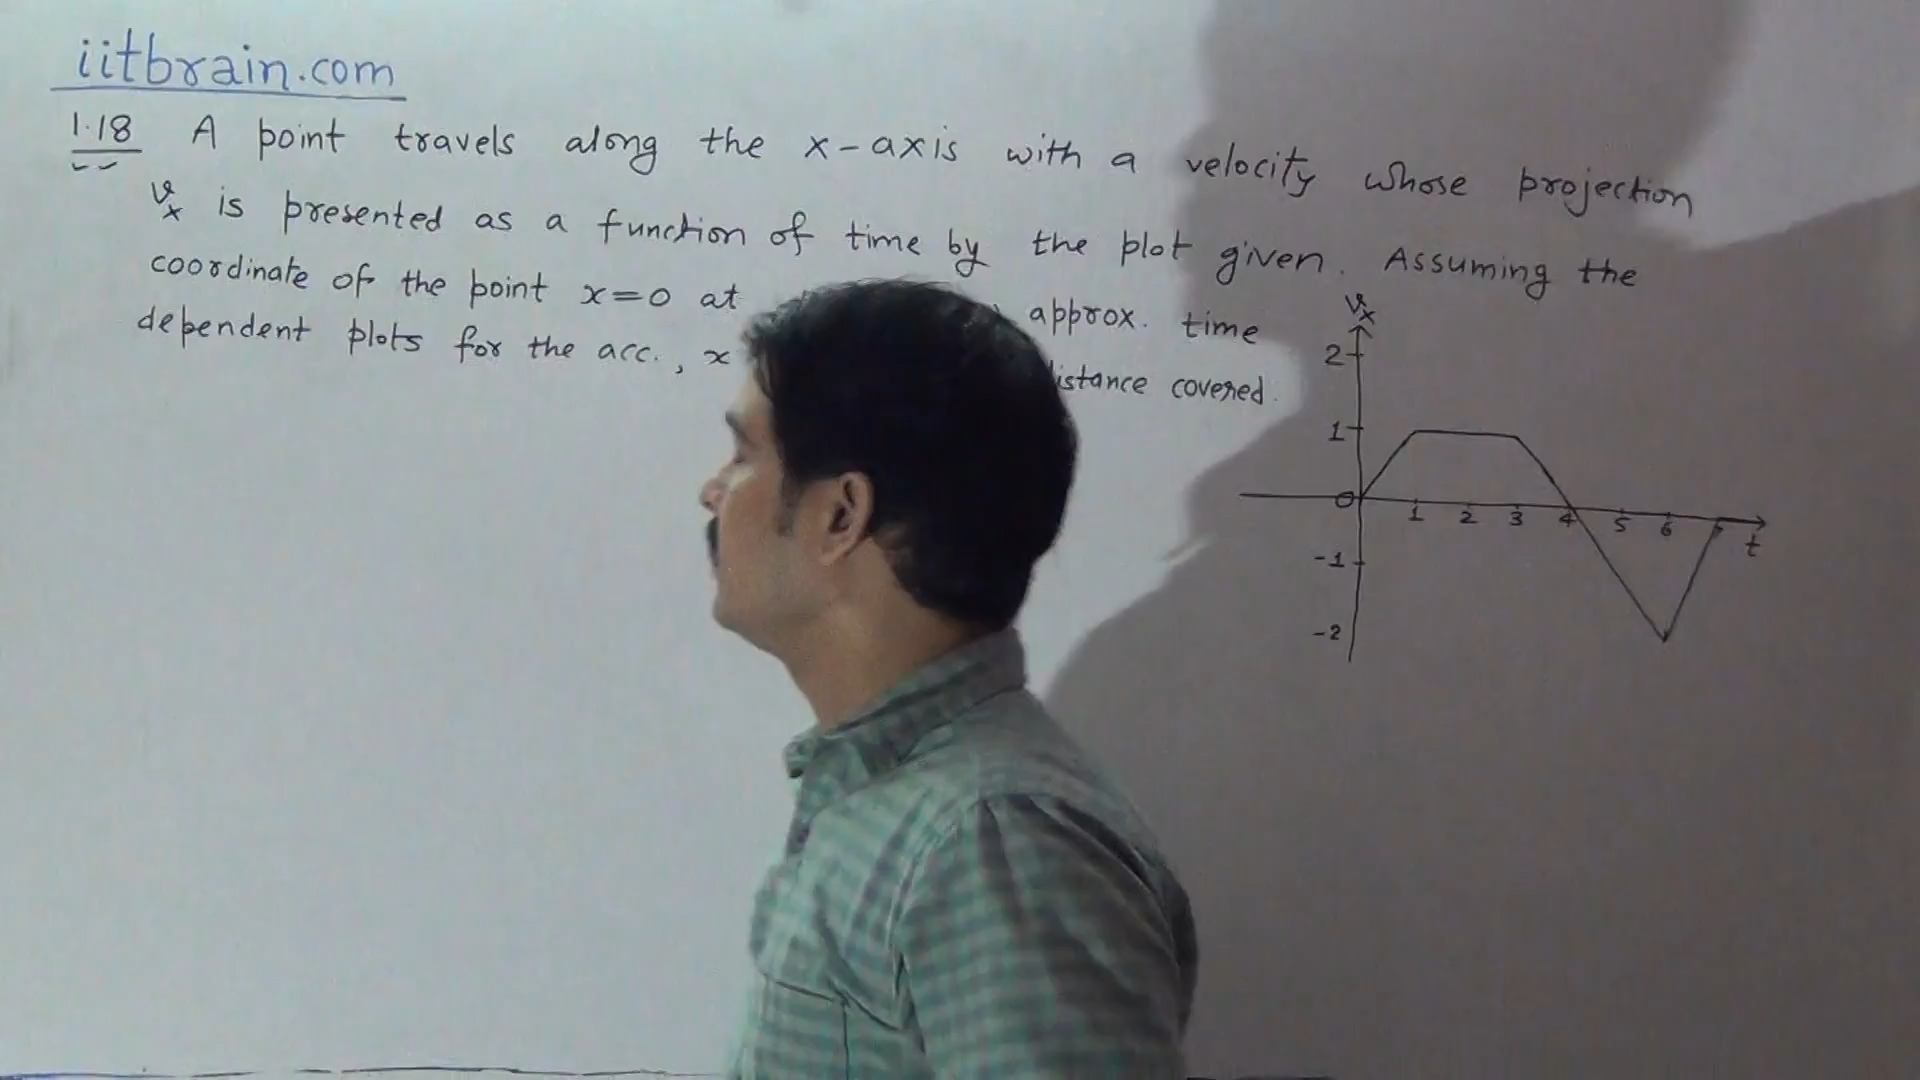 iitbrain.com
1.18 A point travels along the x-axis with a velocity whose projection
vₓ is presented as a function of time by the plot given. Assuming the
coordinate of the point x=0 at approx. time
dependent plots for the acc., x distance covered.
vₓ
2
1
0 1 2 3 4 5 6 7 t
-1
-2